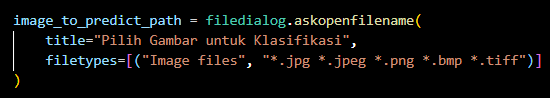 image_to_predict_path = filedialog.askopenfilename(
    title="Pilih Gambar untuk Klasifikasi",
    filetypes=[("Image files", "*.jpg *.jpeg *.png *.bmp *.tiff")]
)